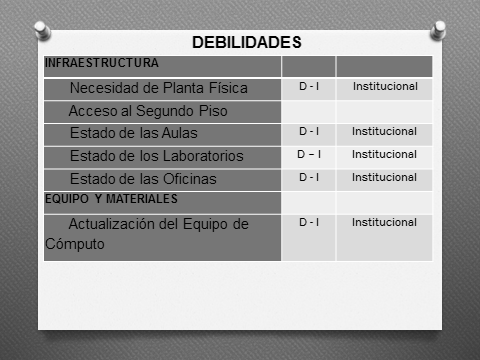 DEBILIDADES
INFRAESTRUCTURA
Necesidad de Planta Física D - I Institucional
Acceso al Segundo Piso
Estado de las Aulas D - I Institucional
Estado de los Laboratorios D – I Institucional
Estado de las Oficinas D - I Institucional
EQUIPO Y MATERIALES
Actualización del Equipo de D - I Institucional
Cómputo